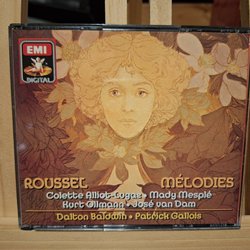 EMI
DIGITAL
ROUSSEL MÉLODIES
Colette Alliot-Lugaz • Mady Mesplé
Kurt Ollmann • José van Dam
Dalton Baldwin • Patrick Gallois